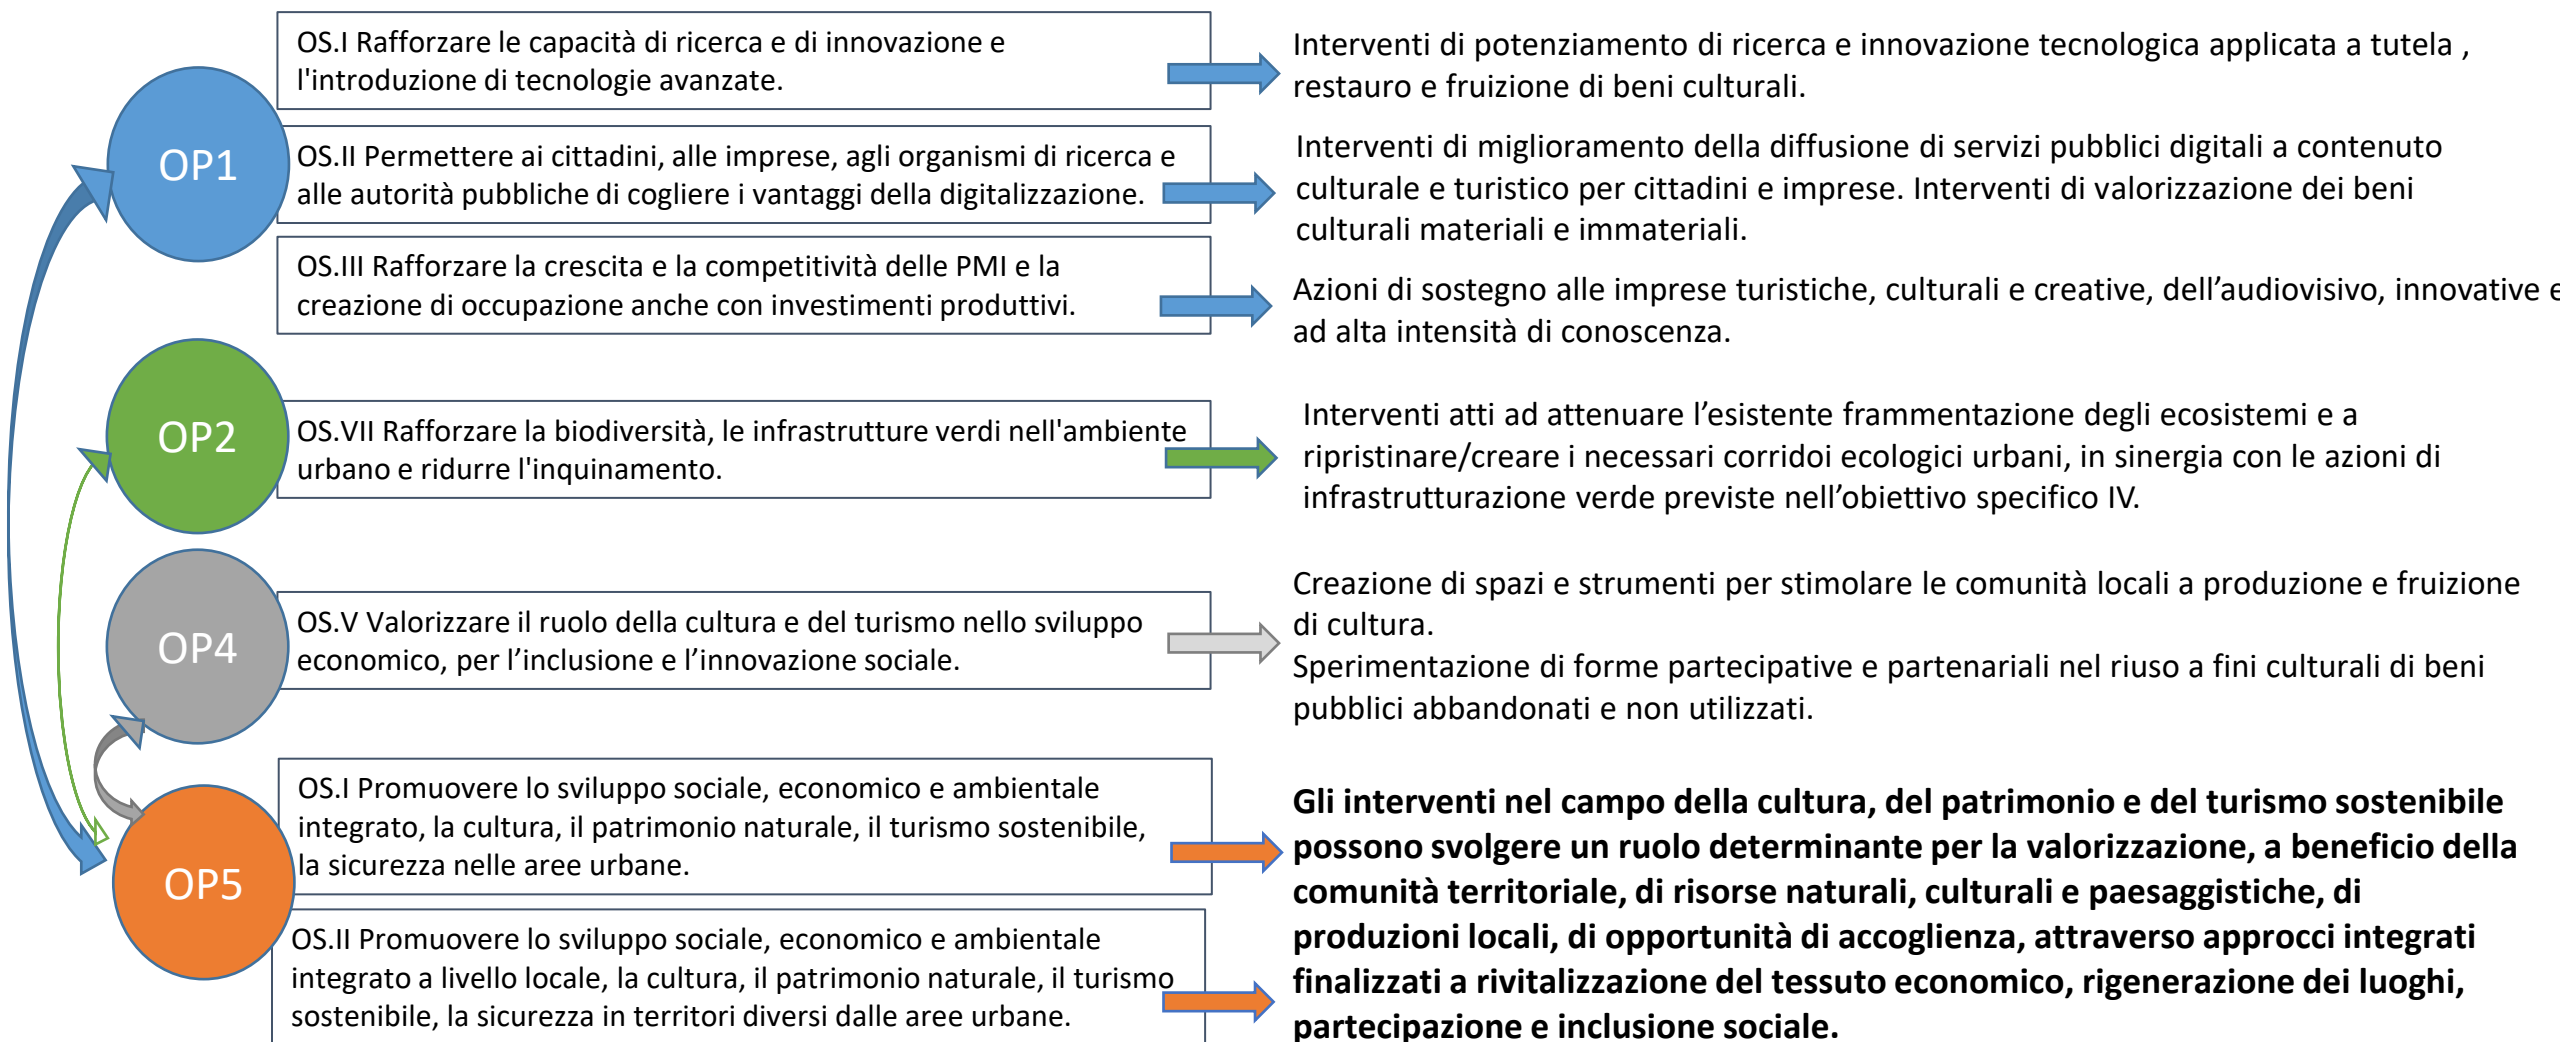 OP1
OS.I Rafforzare le capacità di ricerca e di innovazione e
l'introduzione di tecnologie avanzate.
Interventi di potenziamento di ricerca e innovazione tecnologica applicata a tutela ,
restauro e fruizione di beni culturali.
OS.II Permettere ai cittadini, alle imprese, agli organismi di ricerca e
alle autorità pubbliche di cogliere i vantaggi della digitalizzazione.
Interventi di miglioramento della diffusione di servizi pubblici digitali a contenuto
culturale e turistico per cittadini e imprese. Interventi di valorizzazione dei beni
culturali materiali e immateriali.
OS.III Rafforzare la crescita e la competitività delle PMI e la
creazione di occupazione anche con investimenti produttivi.
Azioni di sostegno alle imprese turistiche, culturali e creative, dell’audiovisivo, innovative e
ad alta intensità di conoscenza.
OP2
OS.VII Rafforzare la biodiversità, le infrastrutture verdi nell'ambiente
urbano e ridurre l'inquinamento.
Interventi atti ad attenuare l’esistente frammentazione degli ecosistemi e a
ripristinare/creare i necessari corridoi ecologici urbani, in sinergia con le azioni di
infrastrutturazione verde previste nell’obiettivo specifico IV.
OP4
OS.V Valorizzare il ruolo della cultura e del turismo nello sviluppo
economico, per l’inclusione e l’innovazione sociale.
Creazione di spazi e strumenti per stimolare le comunità locali a produzione e fruizione
di cultura.
Sperimentazione di forme partecipative e partenariali nel riuso a fini culturali di beni
pubblici abbandonati e non utilizzati.
OP5
OS.I Promuovere lo sviluppo sociale, economico e ambientale
integrato, la cultura, il patrimonio naturale, il turismo sostenibile,
la sicurezza nelle aree urbane.
OS.II Promuovere lo sviluppo sociale, economico e ambientale
integrato a livello locale, la cultura, il patrimonio naturale, il turismo
sostenibile, la sicurezza in territori diversi dalle aree urbane.
Gli interventi nel campo della cultura, del patrimonio e del turismo sostenibile
possono svolgere un ruolo determinante per la valorizzazione, a beneficio della
comunità territoriale, di risorse naturali, culturali e paesaggistiche, di
produzioni locali, di opportunità di accoglienza, attraverso approcci integrati
finalizzati a rivitalizzazione del tessuto economico, rigenerazione dei luoghi,
partecipazione e inclusione sociale.